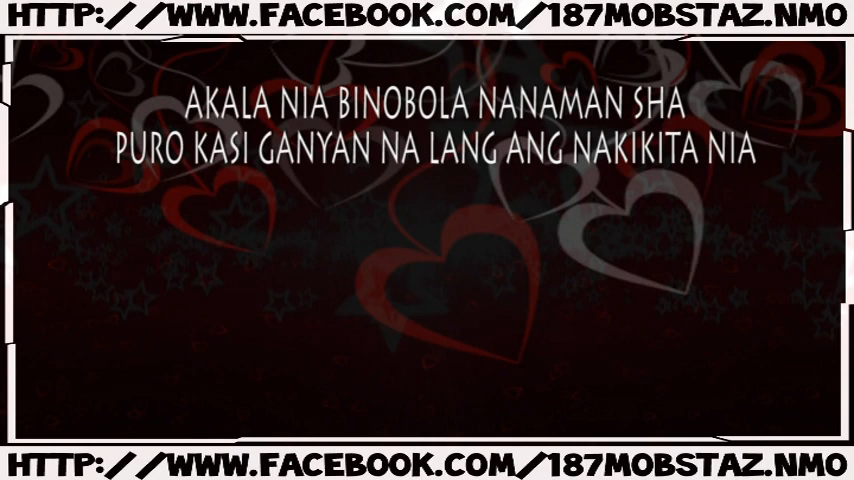 HTTP://WWW.FACEBOOK.COM/187MOBSTAZ.NMO
AKALA NIA BINOBOLA NANAMAN SHA
PURO KASI GANYAN NA LANG ANG NAKIKITA NIA
HTTP://WWW.FACEBOOK.COM/187MOBSTAZ.NMO